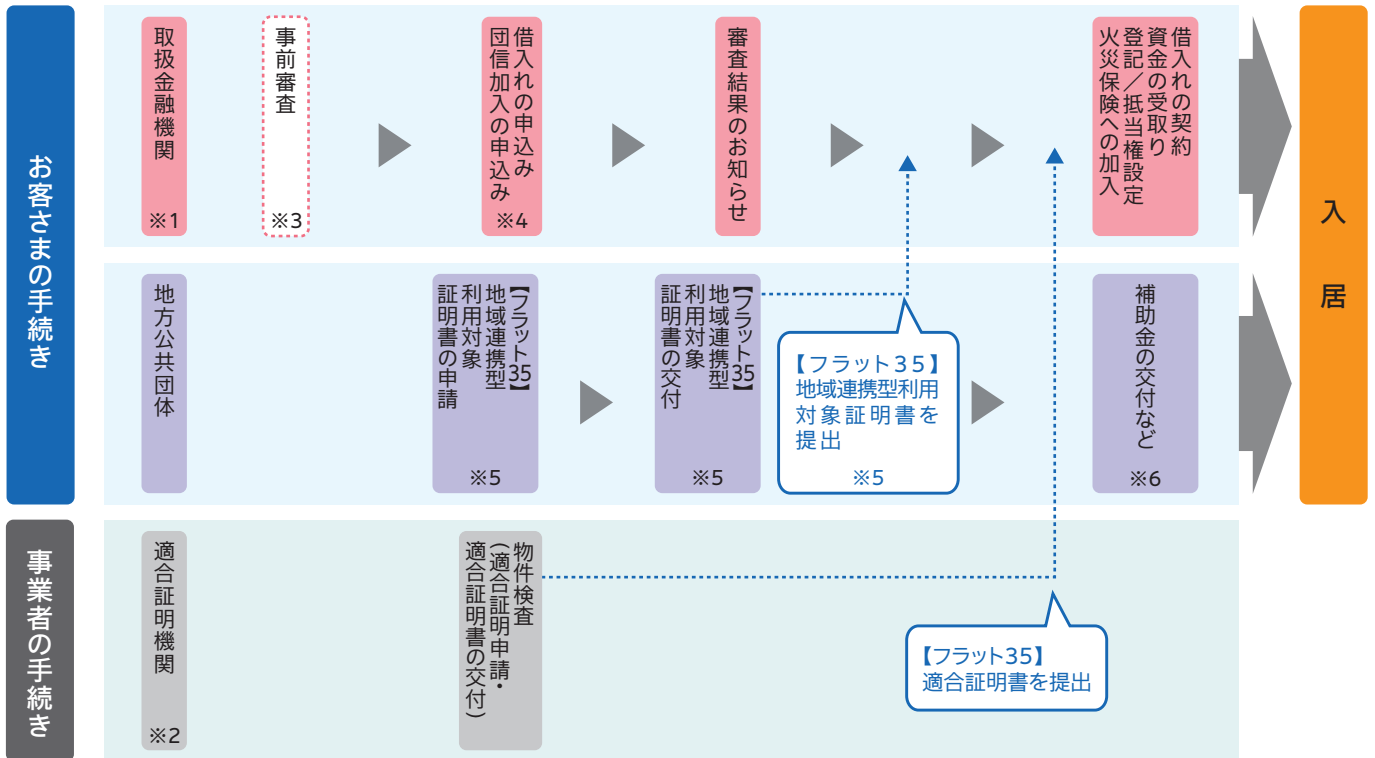 お客さまの手続き
取扱金融機関
※1
事前審査
※3
借入れの申込み
団信加入の申込み
※4
審査結果のお知らせ
借入れの契約
資金の受取り
登記／抵当権設定
火災保険への加入
地方公共団体
【フラット35】
地域連携型
利用対象
証明書の申請
※5
【フラット35】
地域連携型
利用対象
証明書の交付
※5
【フラット35】
地域連携型利用
対象証明書を
提出
※5
補助金の交付など
※6
入居
事業者の手続き
適合証明機関
※2
物件検査
(適合証明申請・
適合証明書の交付)
【フラット35】
適合証明書を提出